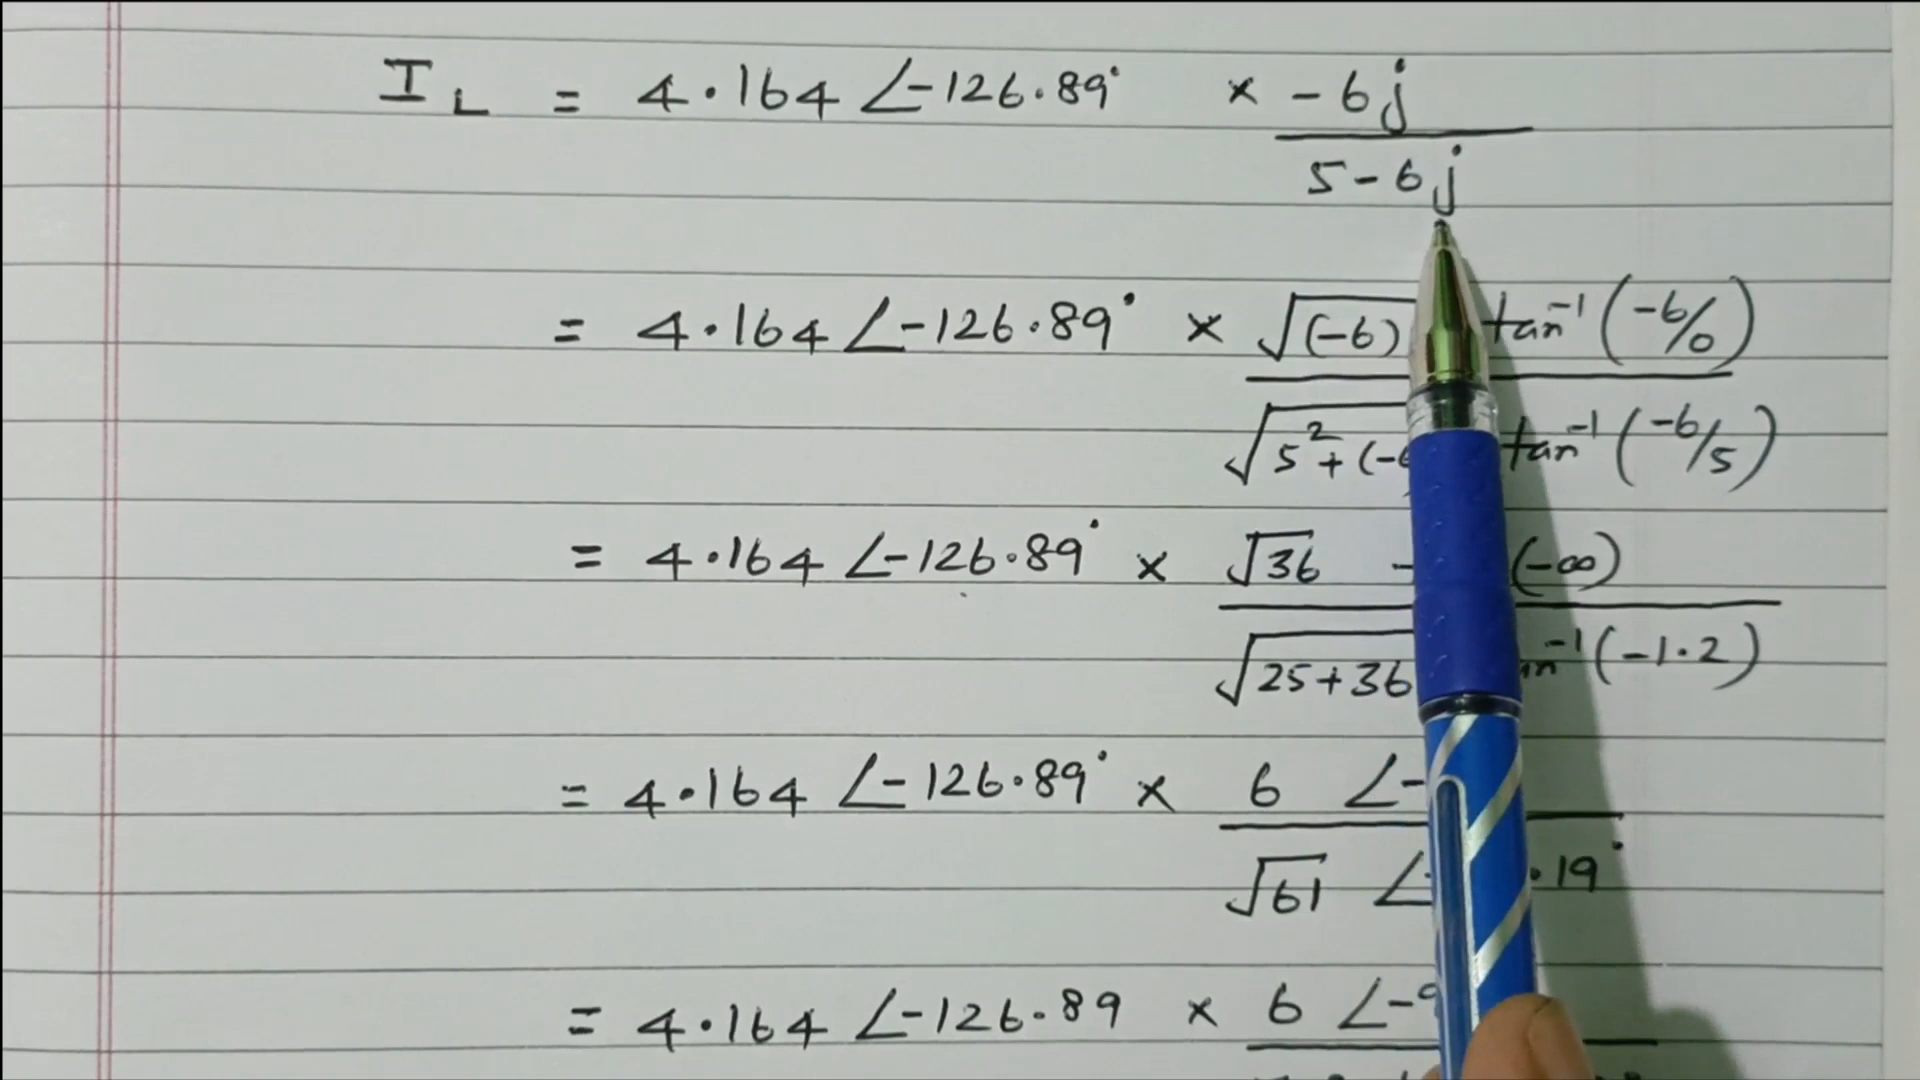 I_L = 4.164 ∠-126.89° × -6j
5-6j
= 4.164 ∠-126.89° × √(-6) tan⁻¹(-6/0)
√5²+(- tan⁻¹(-6/5)
= 4.164 ∠-126.89° × √36 (-∞)
√25+36 (-1.2)
= 4.164 ∠-126.89° × 6 ∠-
√61 ∠ .19°
= 4.164 ∠-126.89 × 6 ∠-9